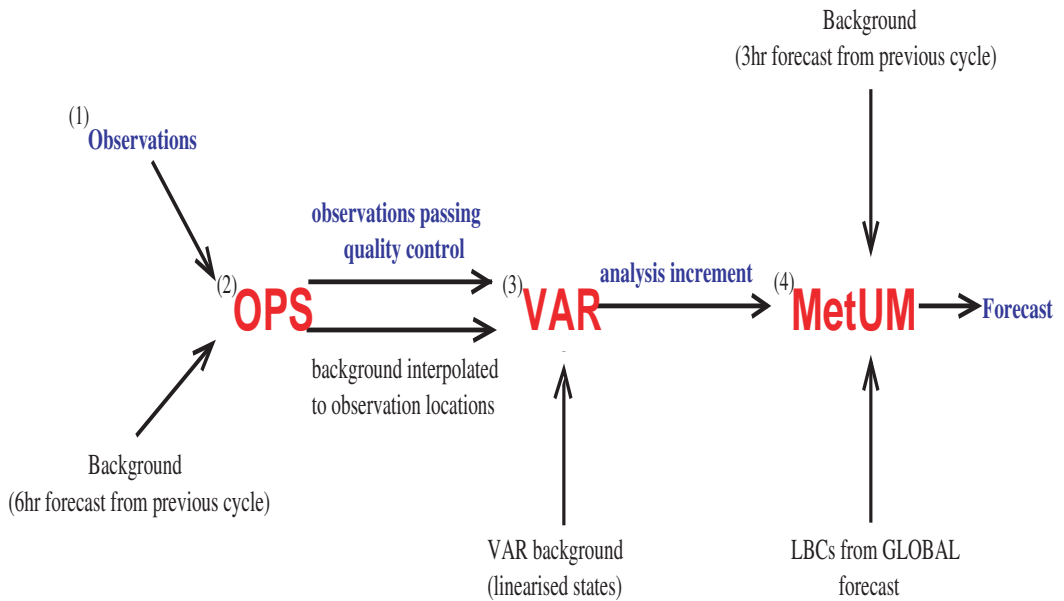 Background
(3hr forecast from previous cycle)
(1)
Observations
observations passing
quality control
(2)
OPS
(3)
VAR
analysis increment
(4)
MetUM
Forecast
background interpolated
to observation locations
Background
(6hr forecast from previous cycle)
VAR background
(linearised states)
LBCs from GLOBAL
forecast